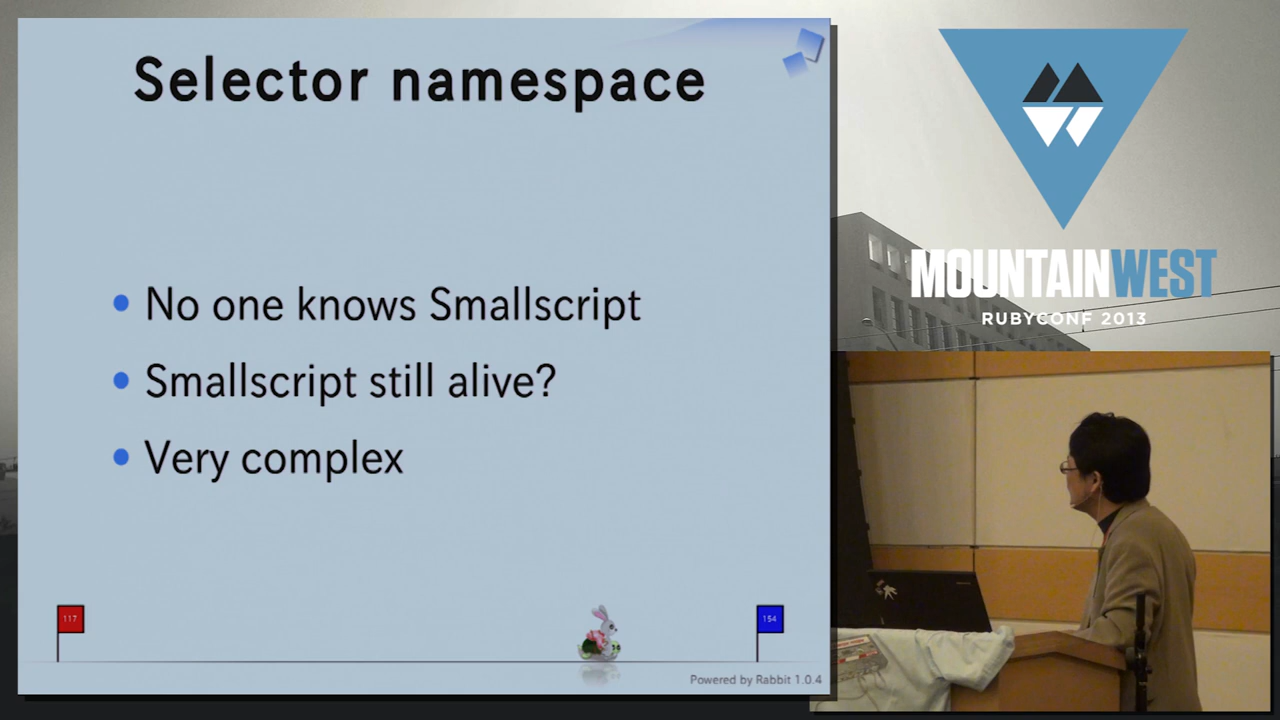 Selector namespace
No one knows Smallscript
Smallscript still alive?
Very complex
117
154
Powered by Rabbit 1.0.4
MOUNTAINWEST
RUBYCONF 2013